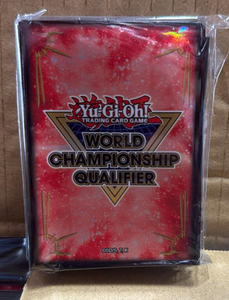 Yu-Gi-Oh!
TRADING CARD GAME
WORLD
CHAMPIONSHIP
QUALIFIER